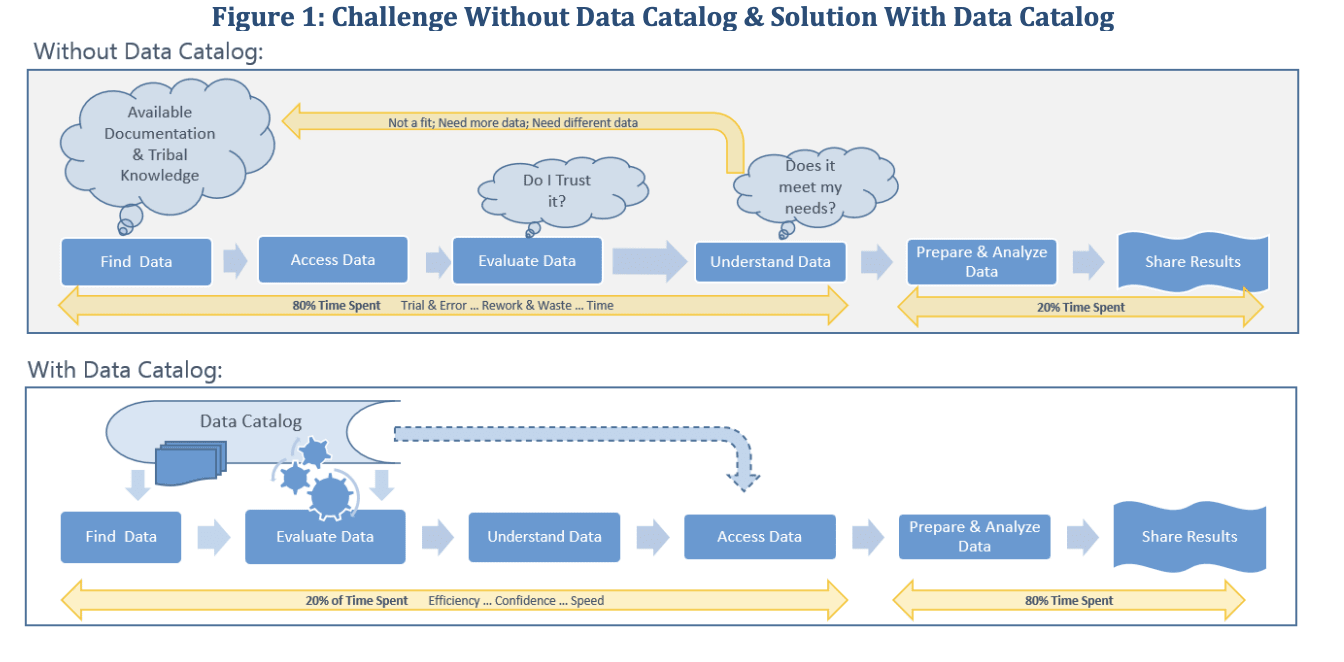 Figure 1: Challenge Without Data Catalog & Solution With Data Catalog
Without Data Catalog:
Available
Documentation
& Tribal
Knowledge
Not a fit; Need more data; Need different data
Do I Trust
it?
Does it
meet my
needs?
Find Data
Access Data
Evaluate Data
Understand Data
Prepare & Analyze
Data
Share Results
80% Time Spent Trial & Error ... Rework & Waste ... Time
20% Time Spent
With Data Catalog:
Data Catalog
Find Data
Evaluate Data
Understand Data
Access Data
Prepare & Analyze
Data
Share Results
20% of Time Spent Efficiency ... Confidence ... Speed
80% Time Spent